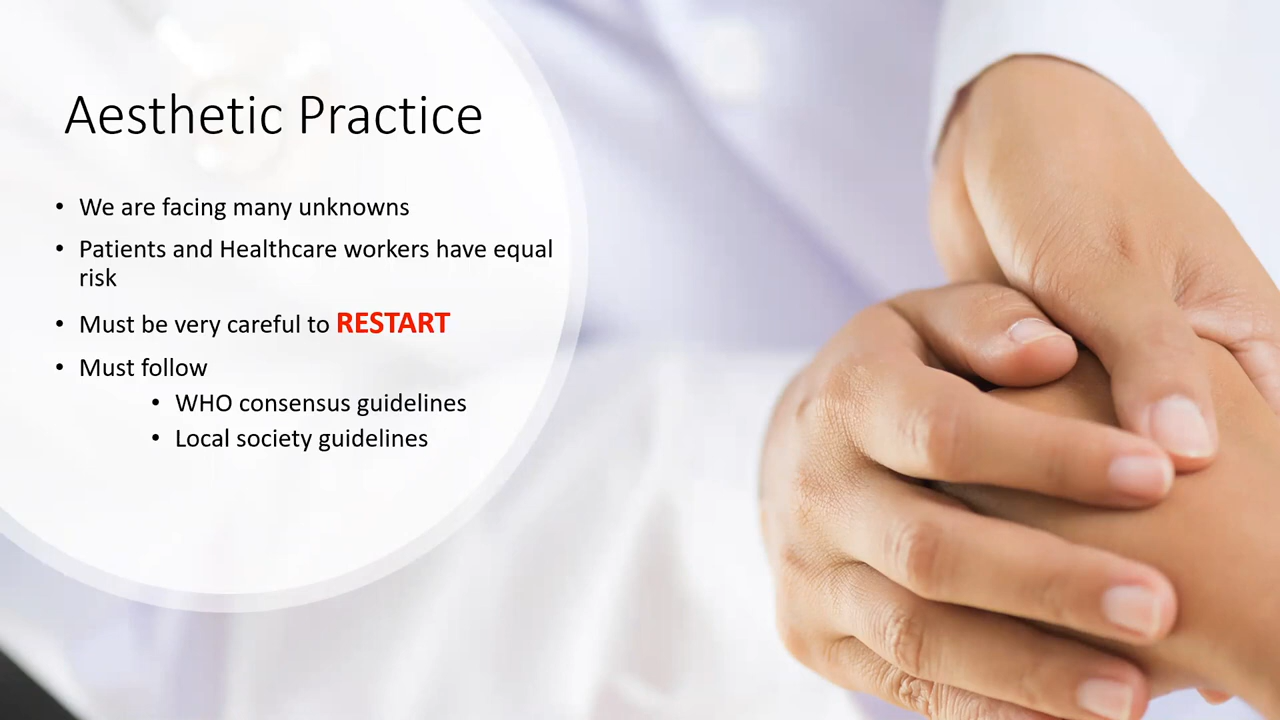 Aesthetic Practice
• We are facing many unknowns
• Patients and Healthcare workers have equal
risk
• Must be very careful to RESTART
• Must follow
• WHO consensus guidelines
• Local society guidelines